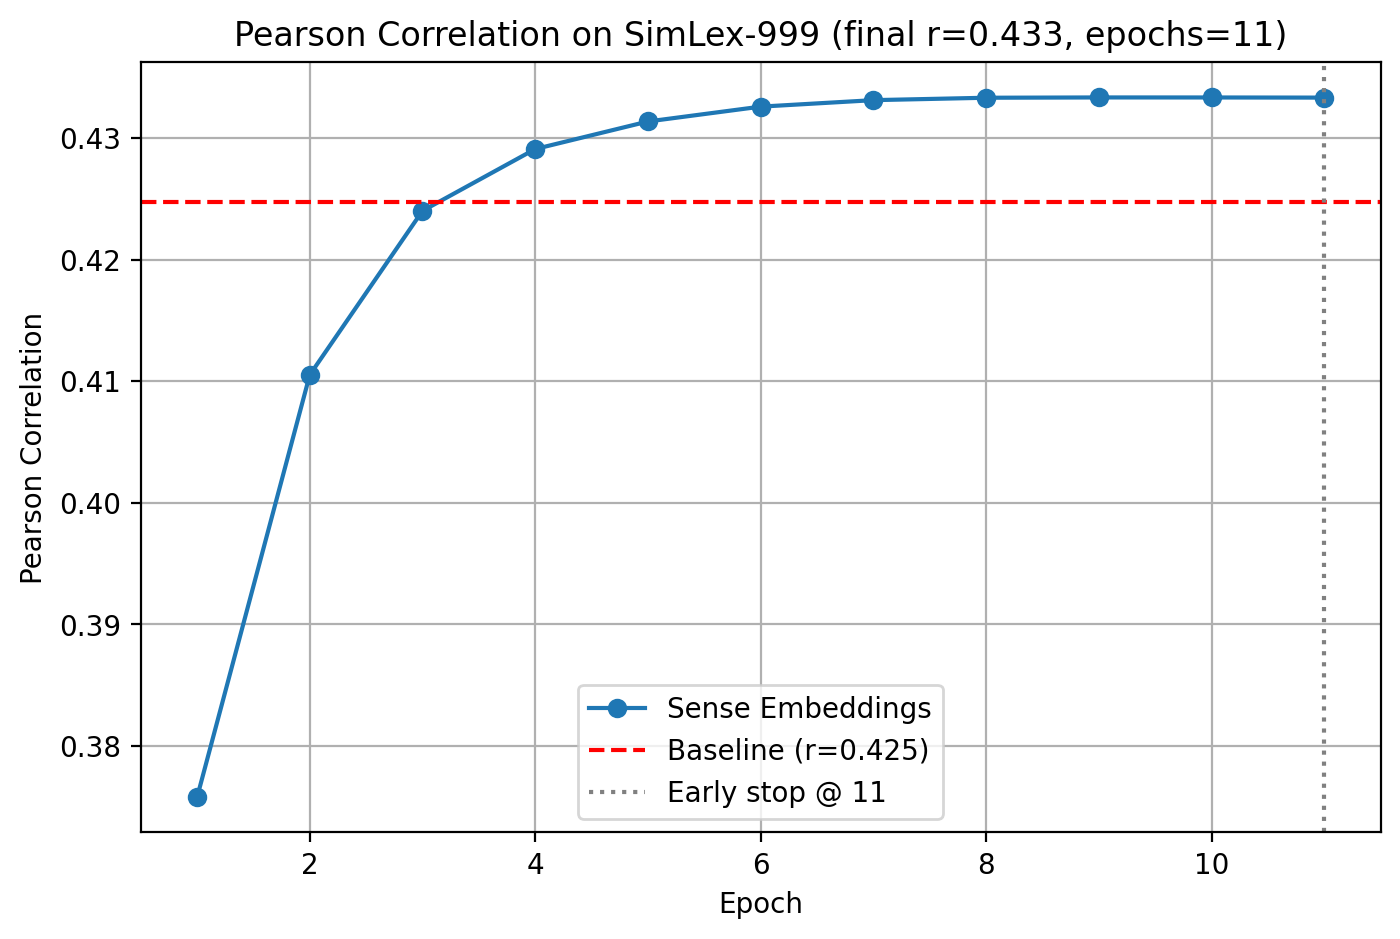 Pearson Correlation on SimLex-999 (final r=0.433, epochs=11)
Pearson Correlation
0.43
0.42
0.41
0.40
0.39
0.38
Sense Embeddings
Baseline (r=0.425)
Early stop @ 11
2 4 6 8 10
Epoch